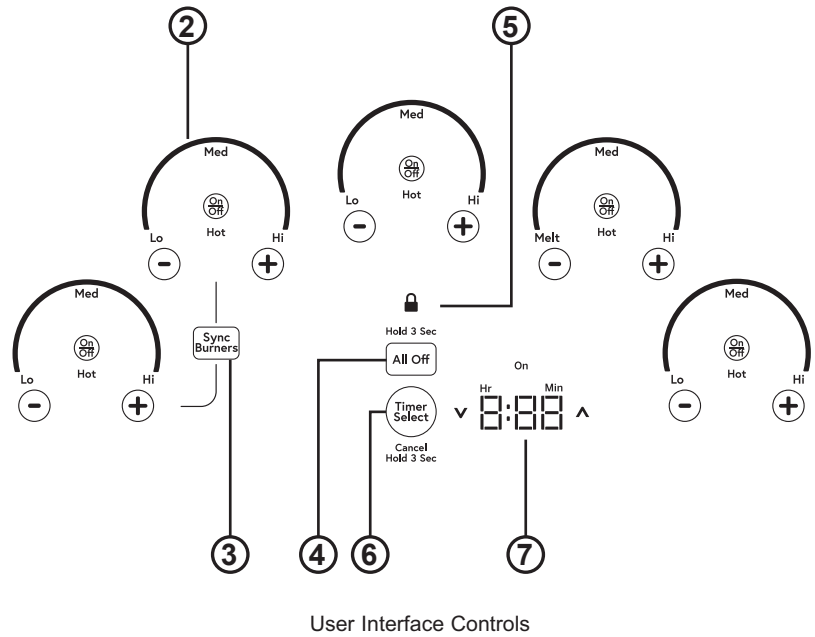 2
5
Med
On
Off
Hot
Lo
Hi
-
+
Med
On
Off
Hot
Lo
Hi
-
+
Med
On
Off
Hot
Melt
Hi
-
+
Med
On
Off
Hot
Lo
Hi
-
+
Sync
Burners
Hold 3 Sec
All Off
Timer
Select
Cancel
Hold 3 Sec
On
Hr Min
8:88
Med
On
Off
Hot
Lo
Hi
-
+
3
4
6
7
User Interface Controls